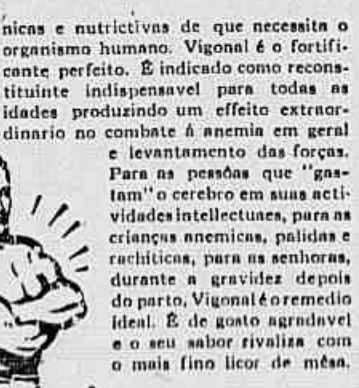 nicas e nutrictivas de que necessita o
organismo humano. Vigonal é o fortifi-
cante perfeito. É indicado como recons-
tituinte indispensavel para todas as
idades produzindo um effeito extraor-
dinario no combate á anemia em geral
e levantamento das forças.
Para as pessôas que "gas-
tam" o cerebro em suas acti-
vidades intellectuaes, para as
crianças anemicas, palidas e
rachiticas, para as senhoras,
durante a gravidez depois
do parto, Vigonal é o remedio
ideal. É de gosto agradavel
e o seu sabor rivaliza com
o mais fino licor de mêsa.